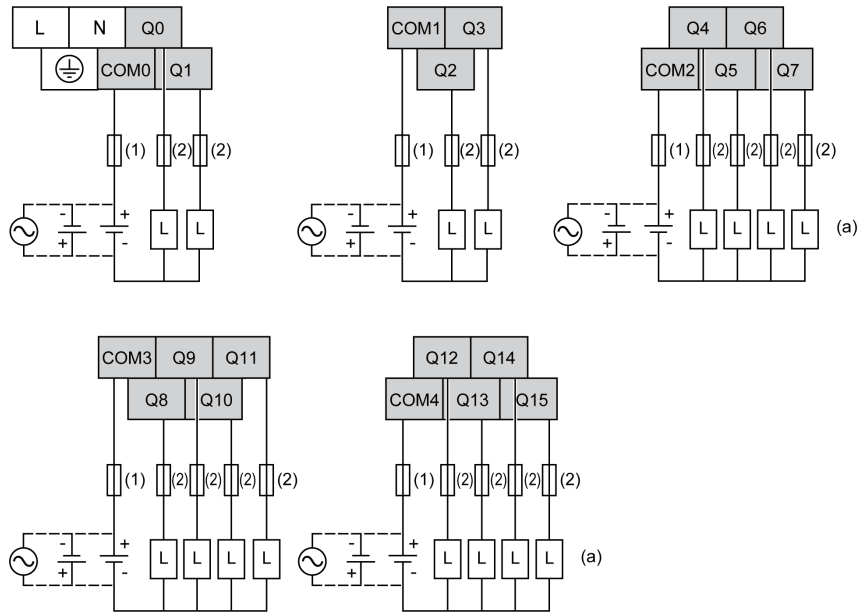 L N Q0
COM0 Q1
(1) (2) (2)
- +
+ -
L L
COM1 Q3
Q2
(1) (2) (2)
- +
+ -
L L
Q4 Q6
COM2 Q5 Q7
(1) (2) (2) (2) (2)
- +
+ -
L L L L (a)
COM3 Q9 Q11
Q8 Q10
(1) (2) (2) (2) (2)
- +
+ -
L L L L
Q12 Q14
COM4 Q13 Q15
(1) (2) (2) (2) (2)
- +
+ -
L L L L (a)